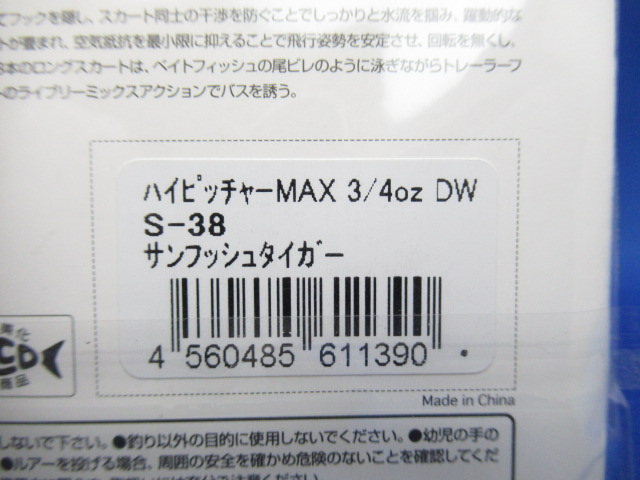 てフックを隠し、スカート同士の干渉を防ぐことでしっかりと水流を掴み、躍動的な
トが畳まれ、空気抵抗を最小限に抑えることで飛行姿勢を安定させ、回転を無くし、
本のロングスカートは、ベイトフィッシュの尾ビレのように泳ぎながらトレーラーフ
のライブリーミックスアクションでバスを誘う。
ﾊｲﾋﾟｯﾁｬｰMAX 3/4oz DW
S-38
ｻﾝﾌｯｼｭﾀｲｶﾞｰ
4 560485 611390
化
CD
商品
Made in China
しないで下さい。●釣り以外の目的に使用しないでください。●幼児の手の
●ルアーを投げる場合、周囲の安全を確かめ危険のないことを確認してくだ